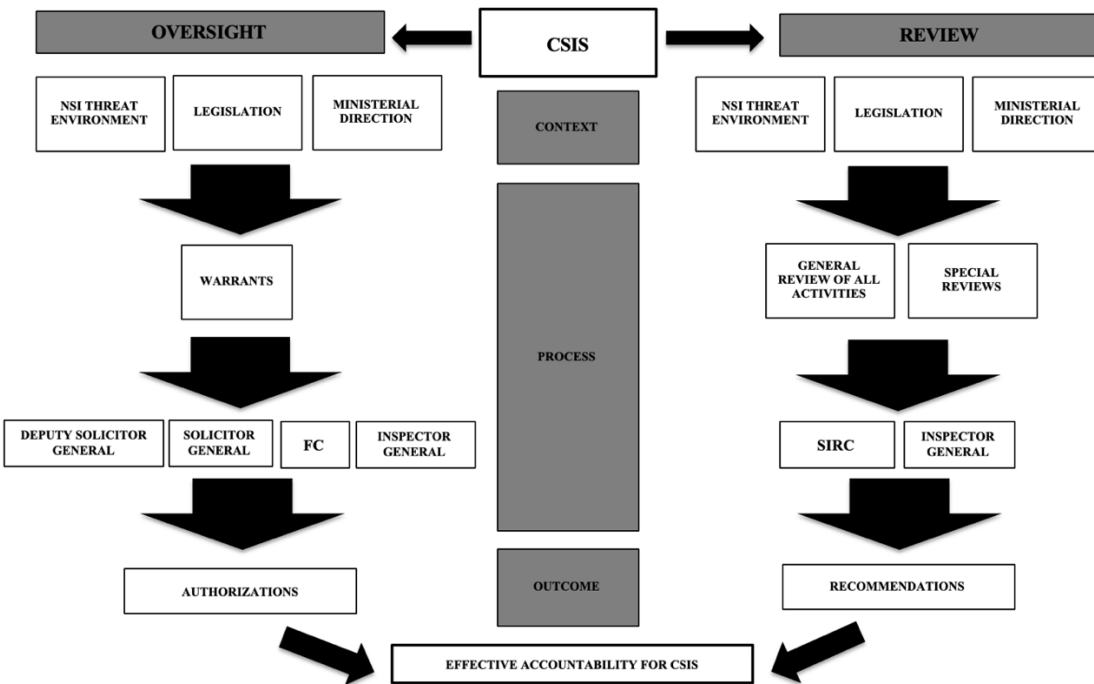 OVERSIGHT
CSIS
REVIEW
NSI THREAT
ENVIRONMENT
LEGISLATION
MINISTERIAL
DIRECTION
CONTEXT
NSI THREAT
ENVIRONMENT
LEGISLATION
MINISTERIAL
DIRECTION
WARRANTS
GENERAL
REVIEW OF ALL
ACTIVITIES
SPECIAL
REVIEWS
PROCESS
DEPUTY SOLICITOR
GENERAL
SOLICITOR
GENERAL
FC
INSPECTOR
GENERAL
SIRC
INSPECTOR
GENERAL
AUTHORIZATIONS
OUTCOME
RECOMMENDATIONS
EFFECTIVE ACCOUNTABILITY FOR CSIS